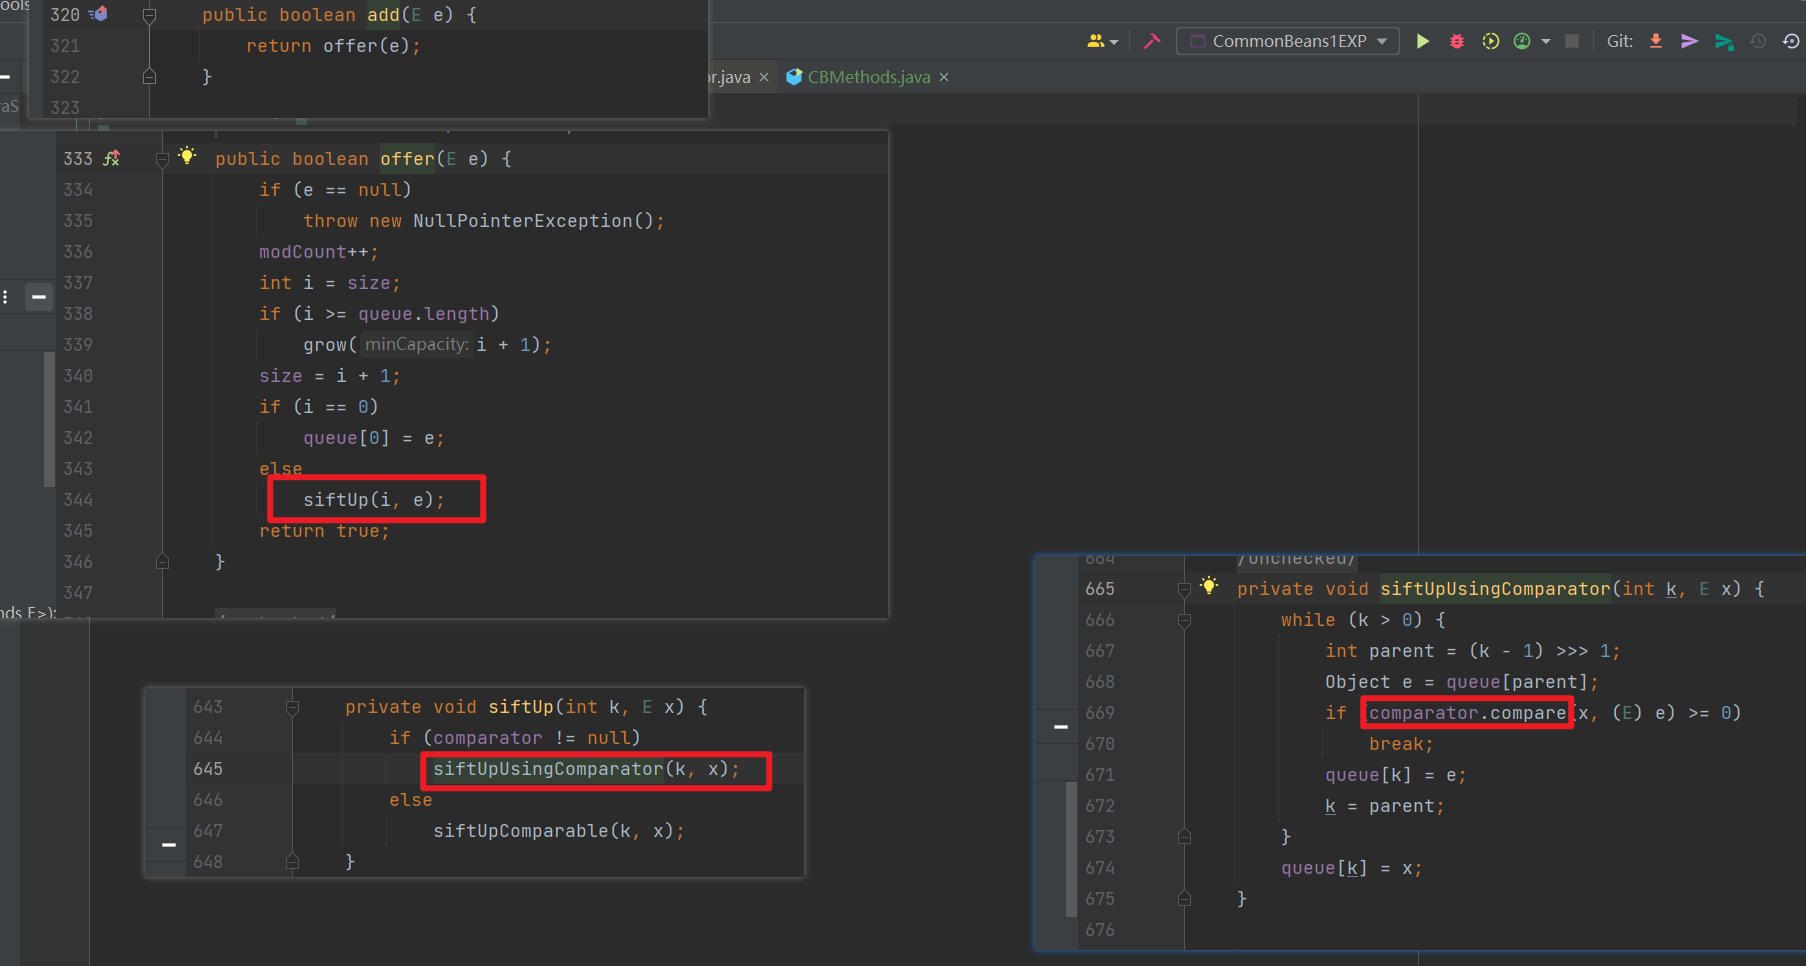 ools
320 public boolean add(E e) {
321 return offer(e);
322 }
323
CommonBeans1EXP
Git:
or.java ×
CBMethods.java ×
vaS
333 public boolean offer(E e) {
334 if (e == null)
335 throw new NullPointerException();
336 modCount++;
337 int i = size;
338 if (i >= queue.length)
339 grow( minCapacity: i + 1);
340 size = i + 1;
341 if (i == 0)
342 queue[0] = e;
343 else
344 siftUp(i, e);
345 return true;
346 }
347
nds E>):
643 private void siftUp(int k, E x) {
644 if (comparator != null)
645 siftUpUsingComparator(k, x);
646 else
647 siftUpComparable(k, x);
648 }
664 /unchecked/
665 private void siftUpUsingComparator(int k, E x) {
666 while (k > 0) {
667 int parent = (k - 1) >>> 1;
668 Object e = queue[parent];
669 if (comparator.compare(x, (E) e) >= 0)
670 break;
671 queue[k] = e;
672 k = parent;
673 }
674 queue[k] = x;
675 }
676